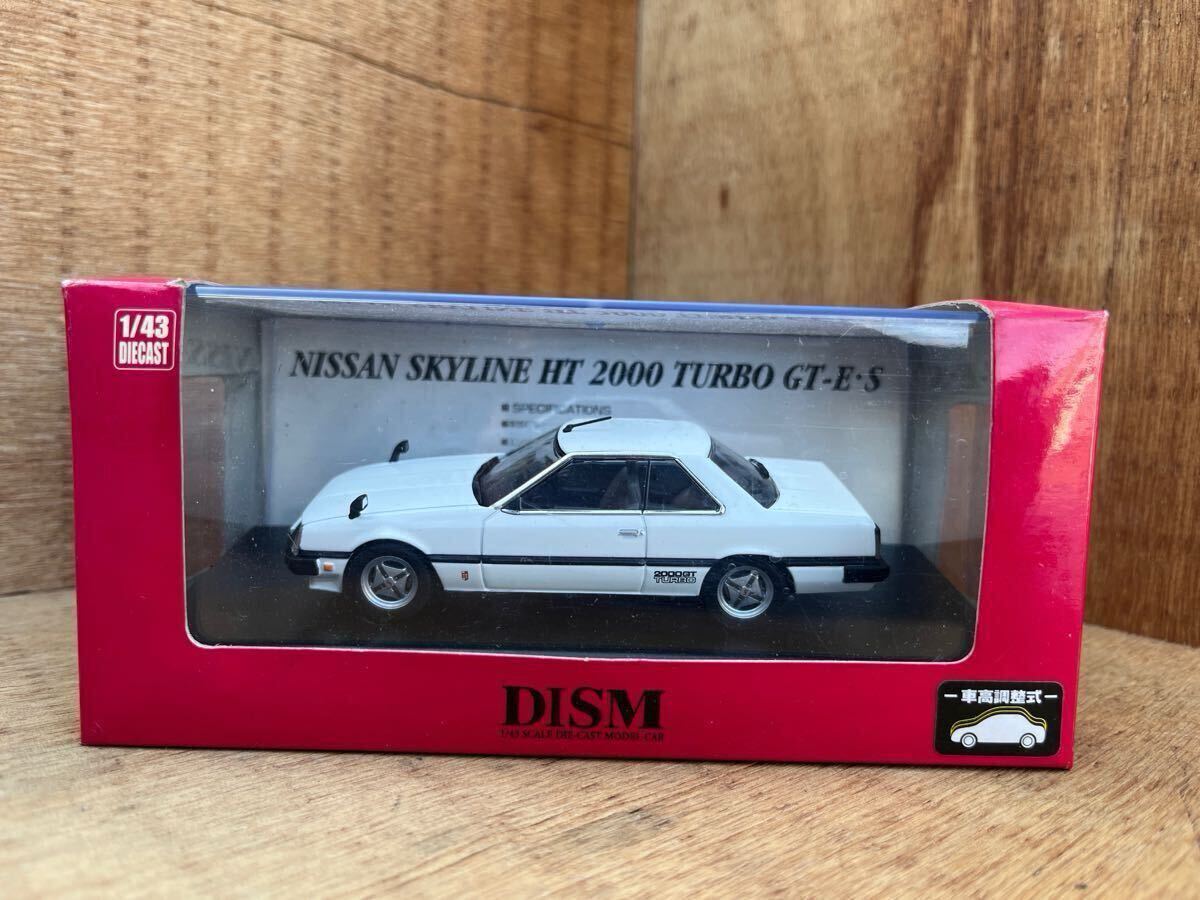 1/43
DIECAST
NISSAN SKYLINE HT 2000 TURBO GT-E·S
■ SPECIFICATIONS
2000GT
TURBO
DISM
1/43 SCALE DIE-CAST MODEL CAR
車高調整式